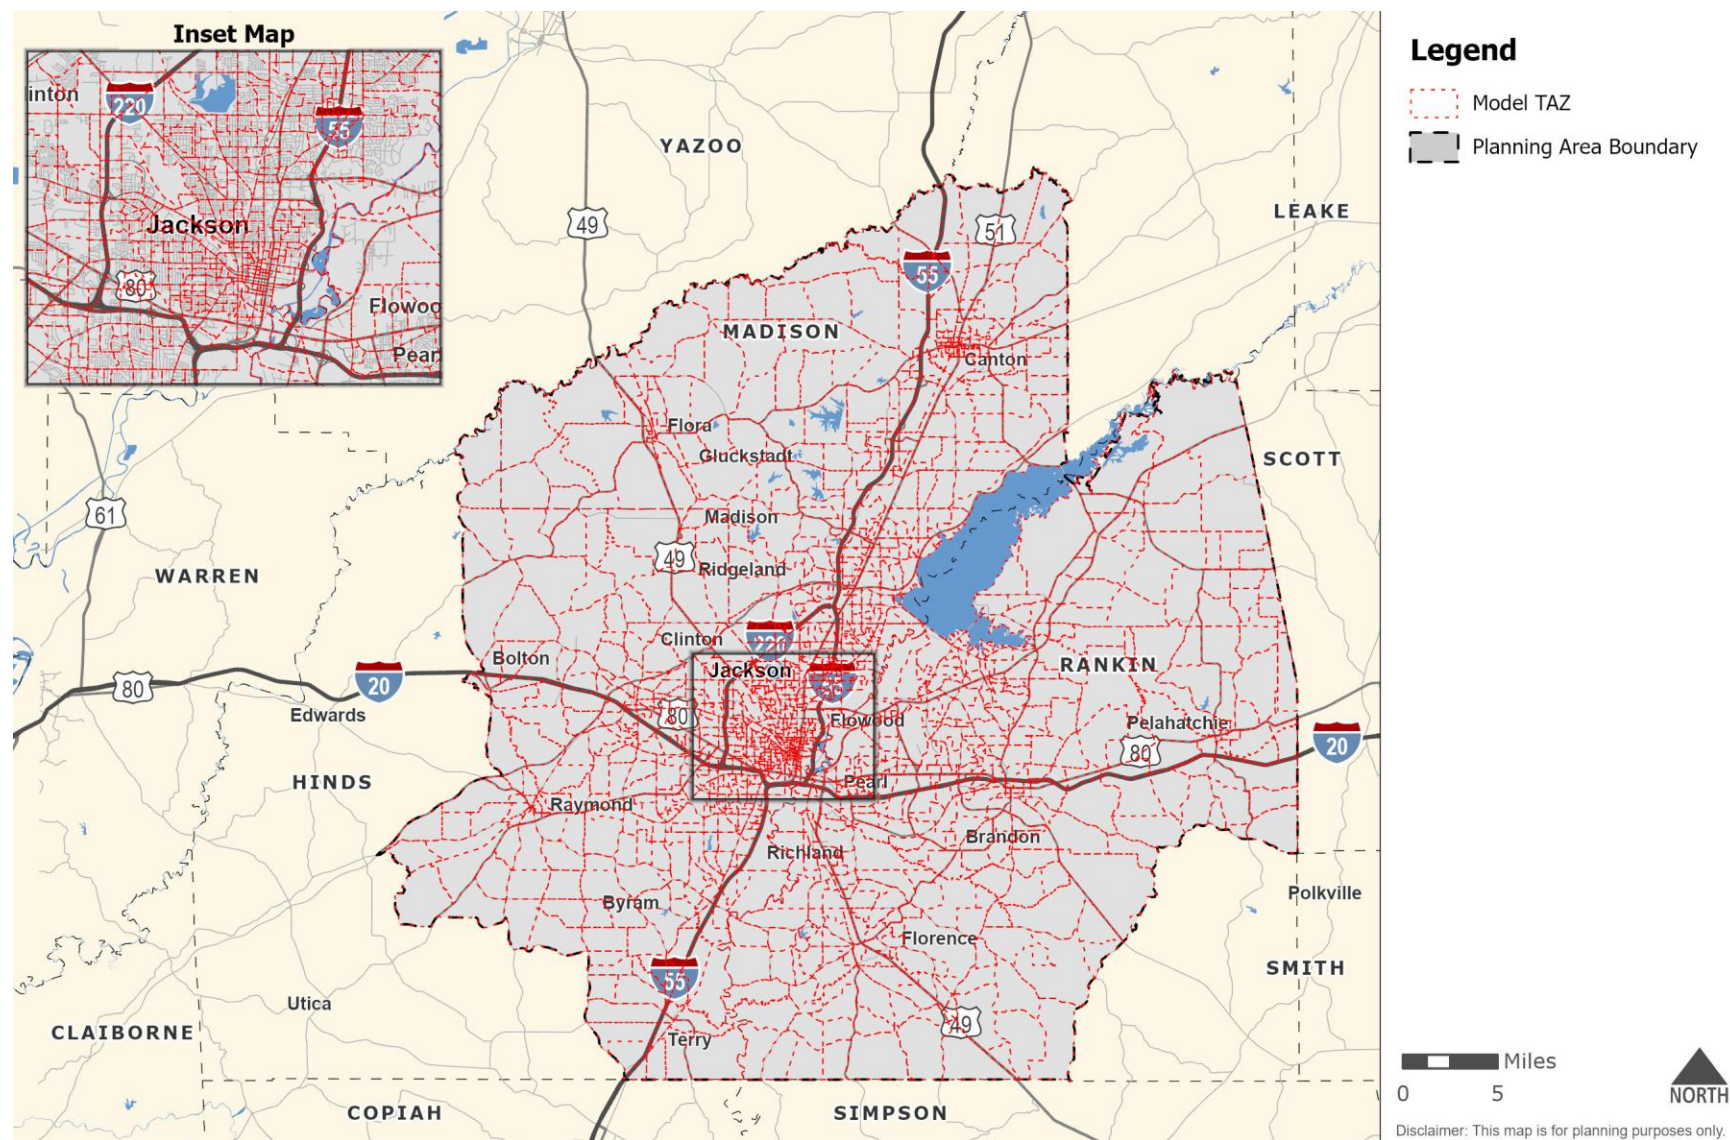 Inset Map
inton
220
55
Jackson
80
Flowoo
Pear
YAZOO
LEAKE
49
51
55
MADISON
Canton
Flora
Gluckstadt
SCOTT
61
Madison
49
Ridgeland
WARREN
Clinton
220
Bolton
Jackson
RANKIN
20
80
Edwards
80
Flowood
Pelahatchie
80
20
HINDS
Pearl
Raymond
Brandon
Richland
Polkville
Byram
Florence
SMITH
55
Utica
49
CLAIBORNE
Terry
COPIAH
SIMPSON
Legend
Model TAZ
Planning Area Boundary
Miles
0 5
NORTH
Disclaimer: This map is for planning purposes only.